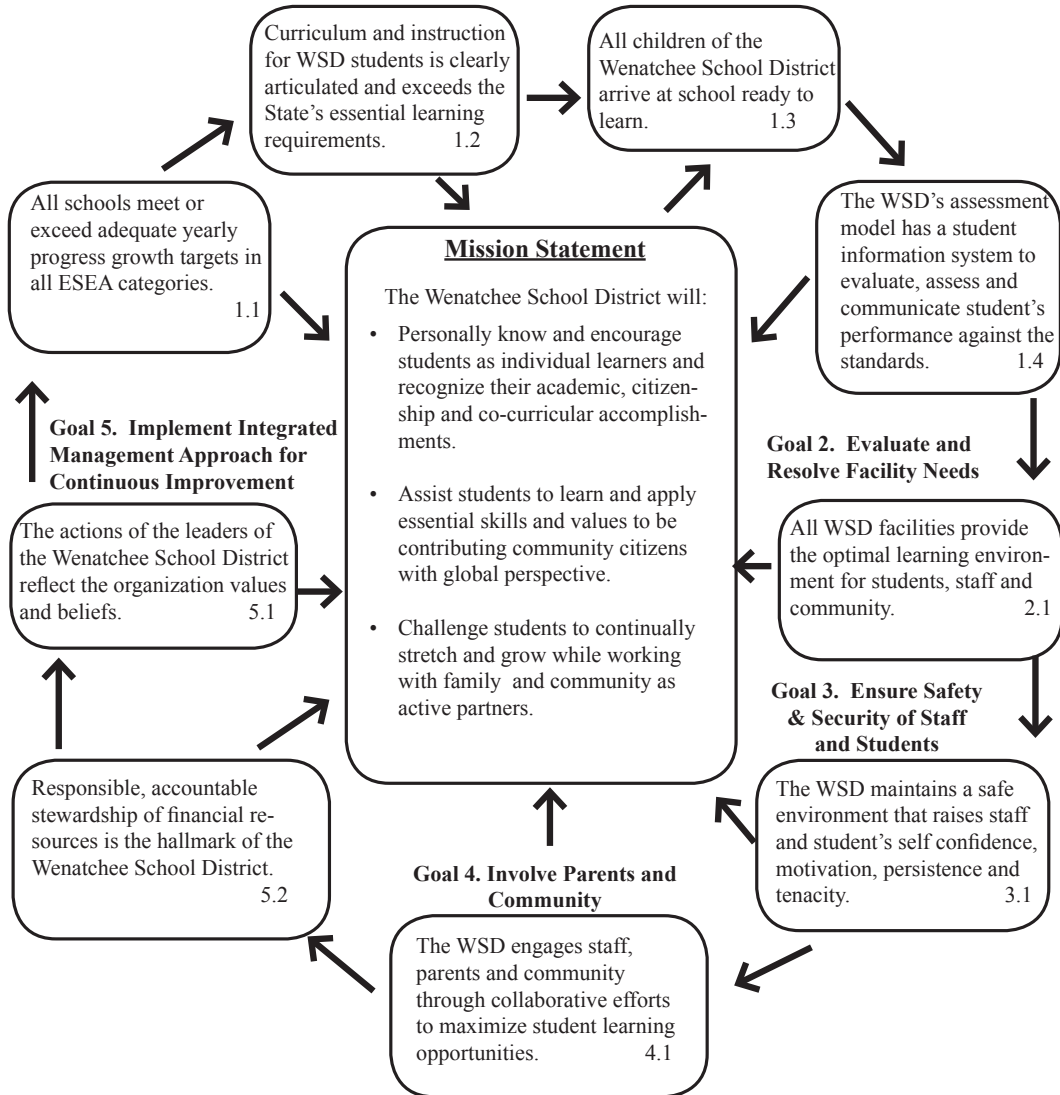 Curriculum and instruction
for WSD students is clearly
articulated and exceeds the
State’s essential learning
requirements. 1.2
All children of the
Wenatchee School District
arrive at school ready to
learn. 1.3
All schools meet or
exceed adequate yearly
progress growth targets in
all ESEA categories.
1.1
The WSD’s assessment
model has a student
information system to
evaluate, assess and
communicate student’s
performance against the
standards. 1.4
Mission Statement
The Wenatchee School District will:
• Personally know and encourage
students as individual learners and
recognize their academic, citizen-
ship and co-curricular accomplish-
ments.
• Assist students to learn and apply
essential skills and values to be
contributing community citizens
with global perspective.
• Challenge students to continually
stretch and grow while working
with family and community as
active partners.
Goal 5. Implement Integrated
Management Approach for
Continuous Improvement
The actions of the leaders of
the Wenatchee School District
reflect the organization values
and beliefs. 5.1
Goal 2. Evaluate and
Resolve Facility Needs
All WSD facilities provide
the optimal learning environ-
ment for students, staff and
community. 2.1
Goal 3. Ensure Safety
& Security of Staff
and Students
The WSD maintains a safe
environment that raises staff
and student’s self confidence,
motivation, persistence and
tenacity. 3.1
Responsible, accountable
stewardship of financial re-
sources is the hallmark of the
Wenatchee School District.
5.2
Goal 4. Involve Parents and
Community
The WSD engages staff,
parents and community
through collaborative efforts
to maximize student learning
opportunities. 4.1